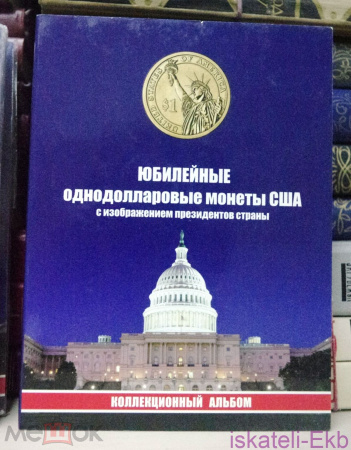 UNITED STATES OF AMERICA
$1
ЮБИЛЕЙНЫЕ
однодолларовые монеты США
с изображением президентов страны
КОЛЛЕКЦИОННЫЙ АЛЬБОМ
Мешок
iskateli-Ekb